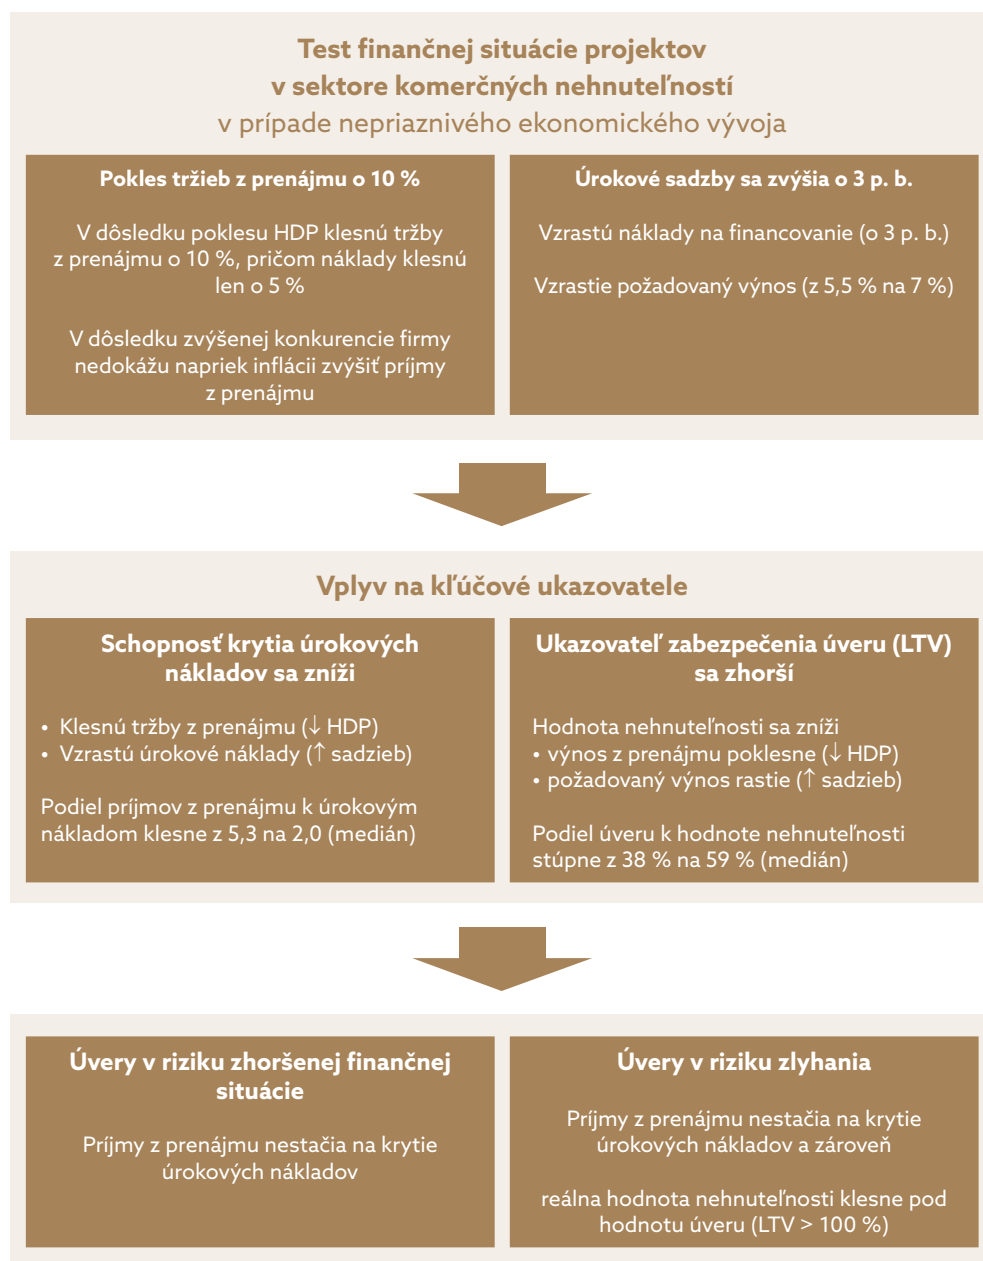 Test finančnej situácie projektov
v sektore komerčných nehnuteľností
v prípade nepriaznivého ekonomického vývoja
Pokles tržieb z prenájmu o 10 %
V dôsledku poklesu HDP klesnú tržby
z prenájmu o 10 %, pričom náklady klesnú
len o 5 %
V dôsledku zvýšenej konkurencie firmy
nedokážu napriek inflácii zvýšiť príjmy
z prenájmu
Úrokové sadzby sa zvýšia o 3 p. b.
Vzrastú náklady na financovanie (o 3 p. b.)
Vzrastie požadovaný výnos (z 5,5 % na 7 %)
Vplyv na kľúčové ukazovatele
Schopnosť krytia úrokových
nákladov sa zníži
• Klesnú tržby z prenájmu (↓ HDP)
• Vzrastú úrokové náklady (↑ sadzieb)
Podiel príjmov z prenájmu k úrokovým
nákladom klesne z 5,3 na 2,0 (medián)
Ukazovateľ zabezpečenia úveru (LTV)
sa zhorší
Hodnota nehnuteľnosti sa zníži
• výnos z prenájmu poklesne (↓ HDP)
• požadovaný výnos rastie (↑ sadzieb)
Podiel úveru k hodnote nehnuteľnosti
stúpne z 38 % na 59 % (medián)
Úvery v riziku zhoršenej finančnej
situácie
Príjmy z prenájmu nestačia na krytie
úrokových nákladov
Úvery v riziku zlyhania
Príjmy z prenájmu nestačia na krytie
úrokových nákladov a zároveň
reálna hodnota nehnuteľnosti klesne pod
hodnotu úveru (LTV > 100 %)